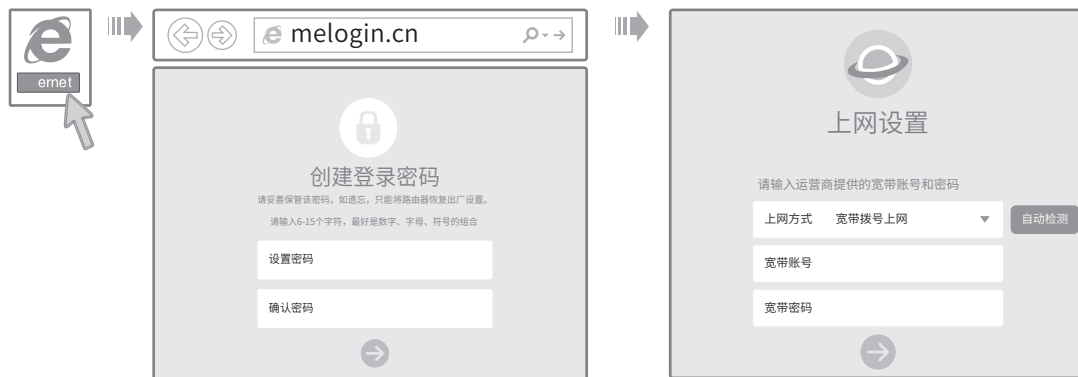 ernet
melogin.cn
创建登录密码
请妥善保管该密码，如遗忘，只能将路由器恢复出厂设置。
请输入6-15个字符，最好是数字、字母、符号的组合
设置密码
确认密码
上网设置
请输入运营商提供的宽带账号和密码
上网方式 宽带拨号上网
自动检测
宽带账号
宽带密码